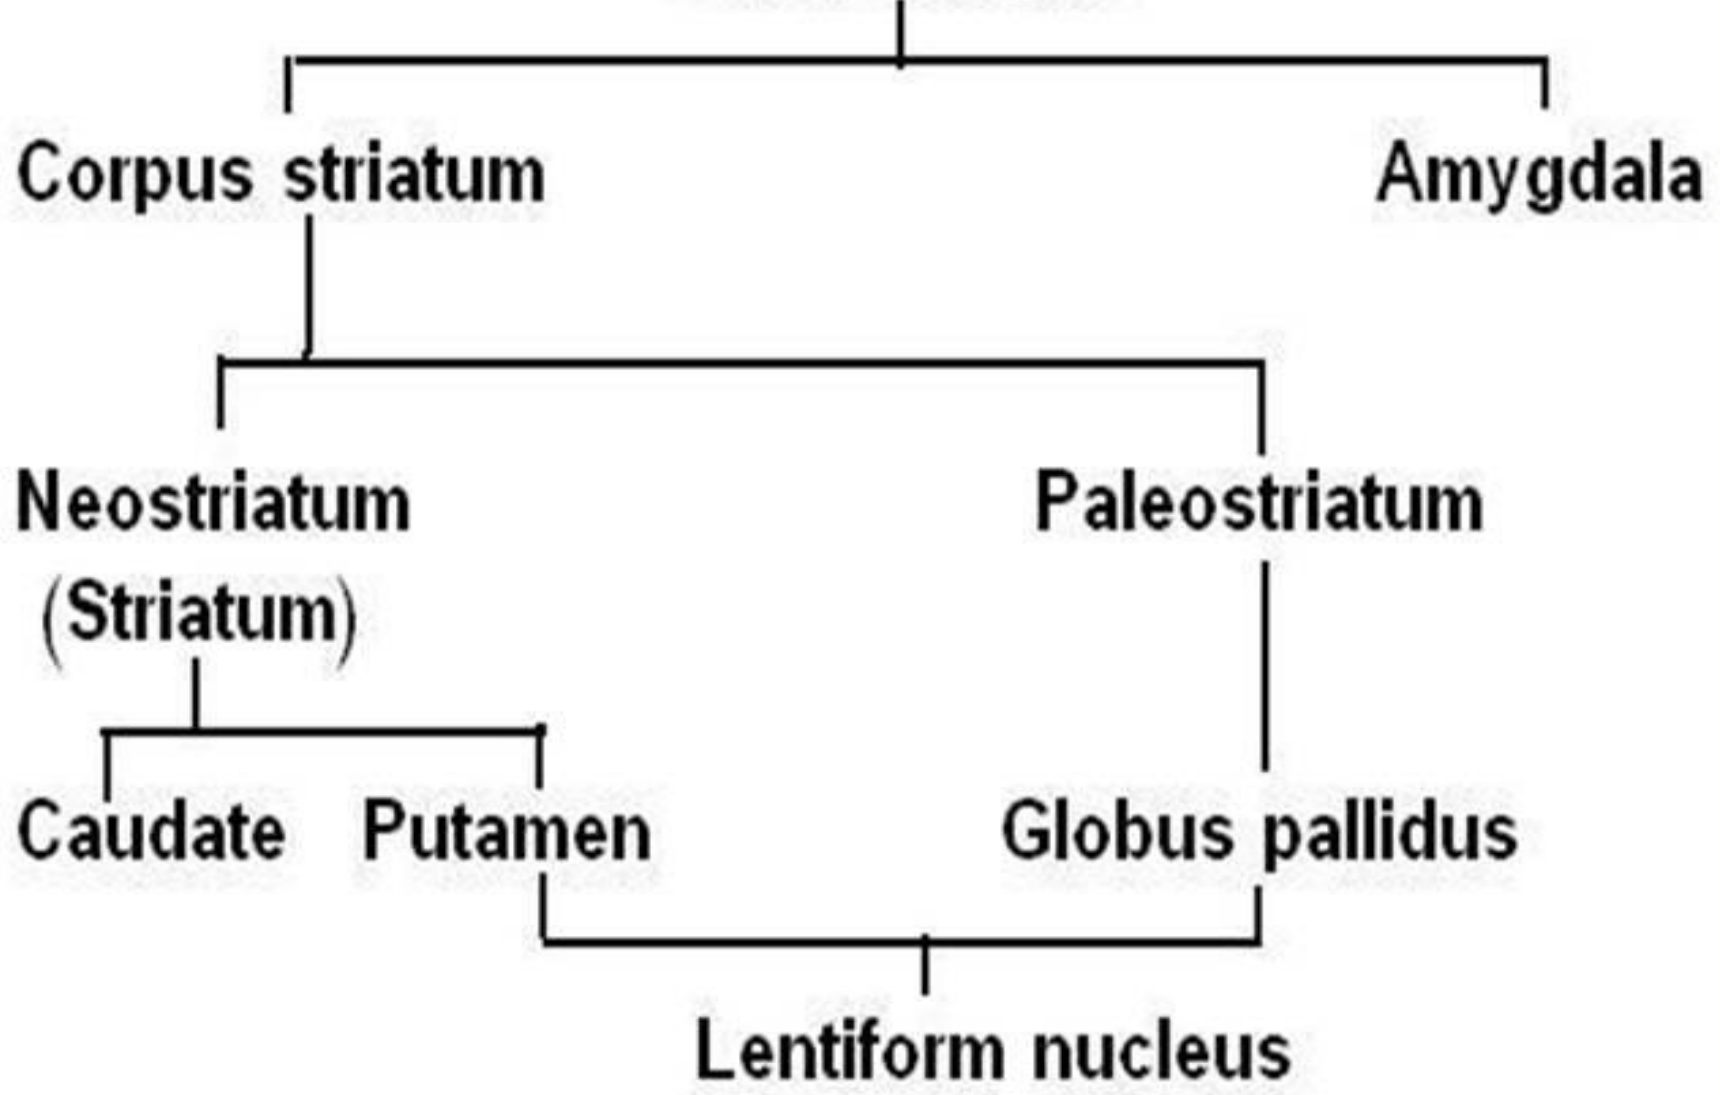 Corpus striatum
Amygdala
Neostriatum
(Striatum)
Paleostriatum
Caudate
Putamen
Globus pallidus
Lentiform nucleus